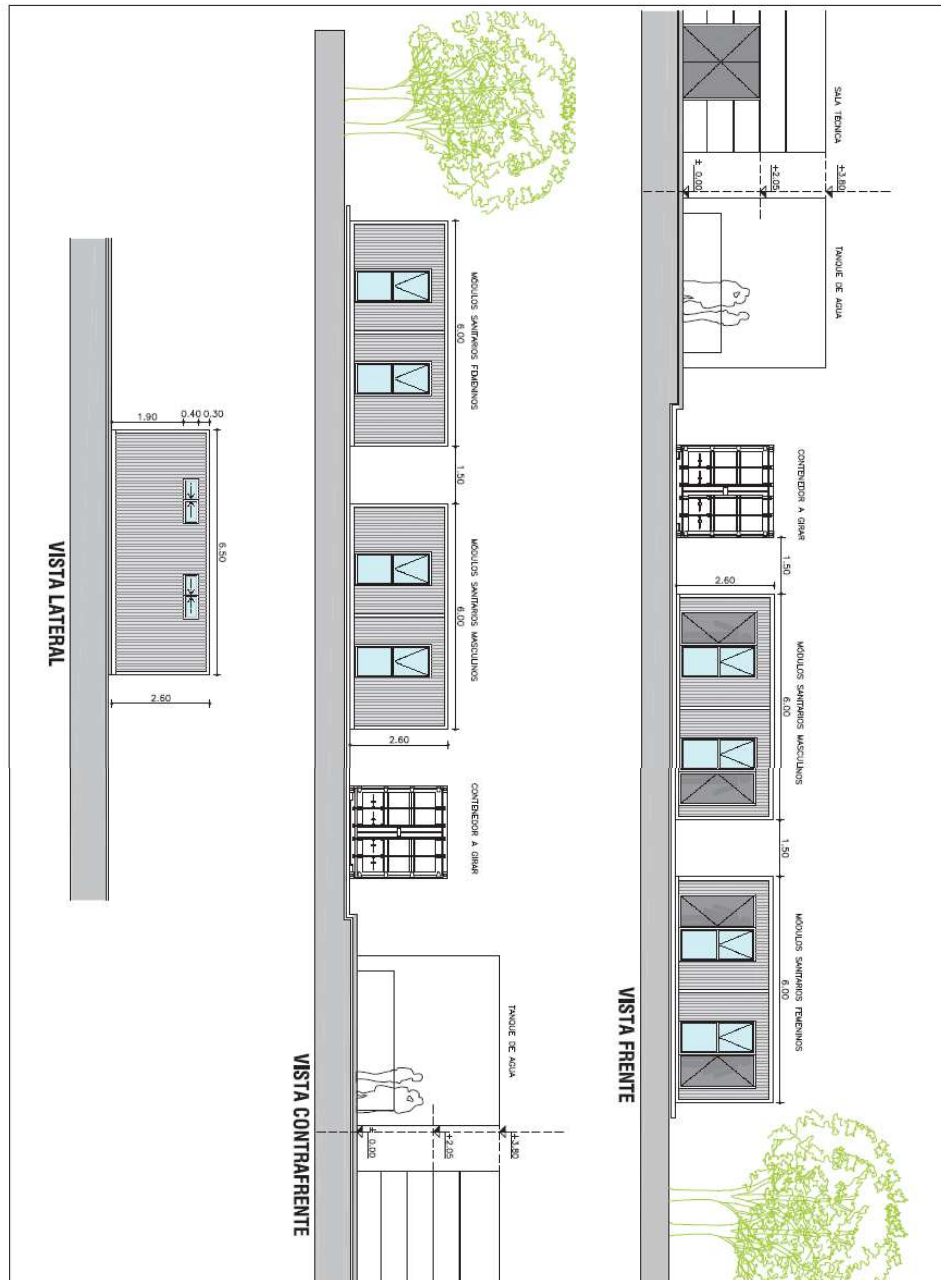 SALA TÉCNICA
+3.80
+2.05
±
0.00
TANQUE DE AGUA
CONTENEDOR A GIRAR
1.50
2.60
MÓDULOS SANITARIOS MASCULINOS
6.00
1.50
MÓDULOS SANITARIOS FEMENINOS
6.00
VISTA FRENTE
MÓDULOS SANITARIOS FEMENINOS
6.00
1.50
MÓDULOS SANITARIOS MASCULINOS
6.00
2.60
CONTENEDOR A GIRAR
TANQUE DE AGUA
+3.80
+2.05
±
0.00
VISTA CONTRAFRENTE
6.50
0.30
0.40
1.90
2.60
VISTA LATERAL